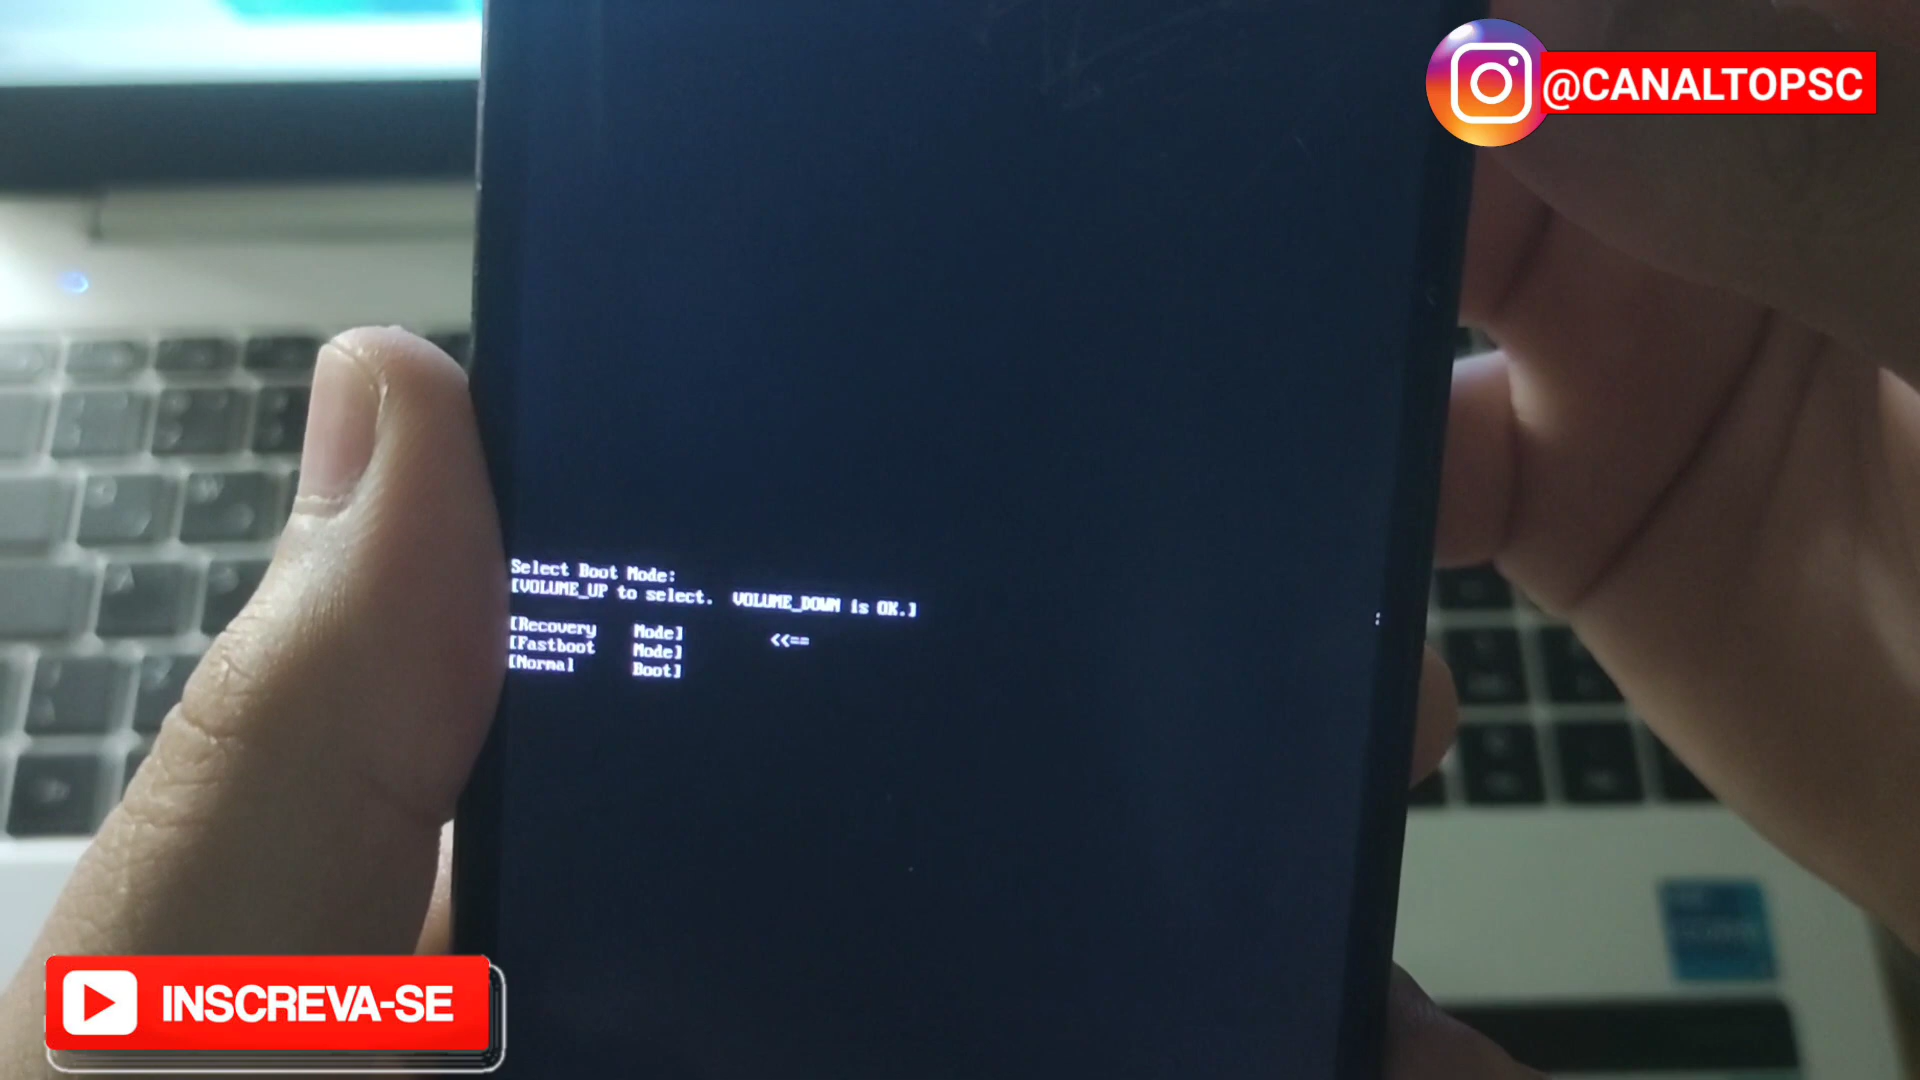 @CANALTOPSC
Select Boot Mode:
[VOLUME_UP to select.  VOLUME_DOWN is OK.]
[Recovery    Mode]        <<==
[Fastboot    Mode]
[Normal      Boot]
INSCREVA-SE